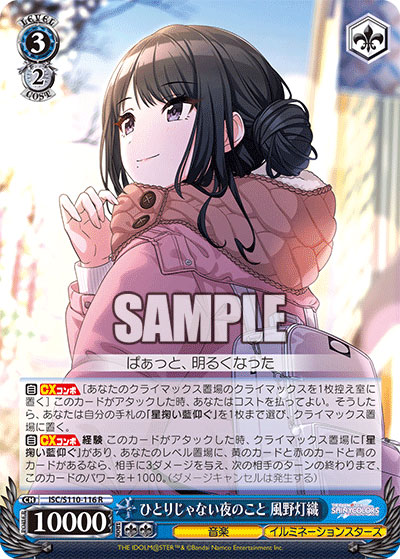 LEVEL
3
2
COST
SAMPLE
ぱぁっと、明るくなった
自 CXコンボ ［あなたのクライマックス置場のクライマックスを1枚控え室に
置く］ このカードがアタックした時、あなたはコストを払ってよい。そうした
ら、あなたは自分の手札の「星掬い藍仰ぐ」を1枚まで選び、クライマックス
置場に置く。
自 CXコンボ 経験 このカードがアタックした時、クライマックス置場に「星
掬い藍仰ぐ」があり、あなたのレベル置場に、黄のカードと赤のカードと青の
カードがあるなら、相手に3ダメージを与え、次の相手のターンの終わりまで、
このカードのパワーを+1000。（ダメージキャンセルは発生する）
ISC/S110-116 R
10000
ひとりじゃない夜のこと 風野灯織
SHINYCOLORS
音楽
イルミネーションスターズ
THE IDOLM@STER™& ©Bandai Namco Entertainment Inc.